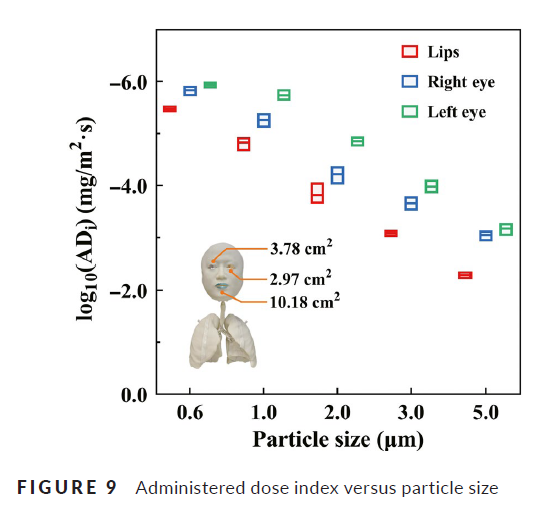 Lips
Right eye
Left eye
log10(ADi) (mg/m²·s)
−6.0
−4.0
−2.0
0.0
3.78 cm²
2.97 cm²
10.18 cm²
0.6 1.0 2.0 3.0 5.0
Particle size (μm)
FIGURE 9 Administered dose index versus particle size